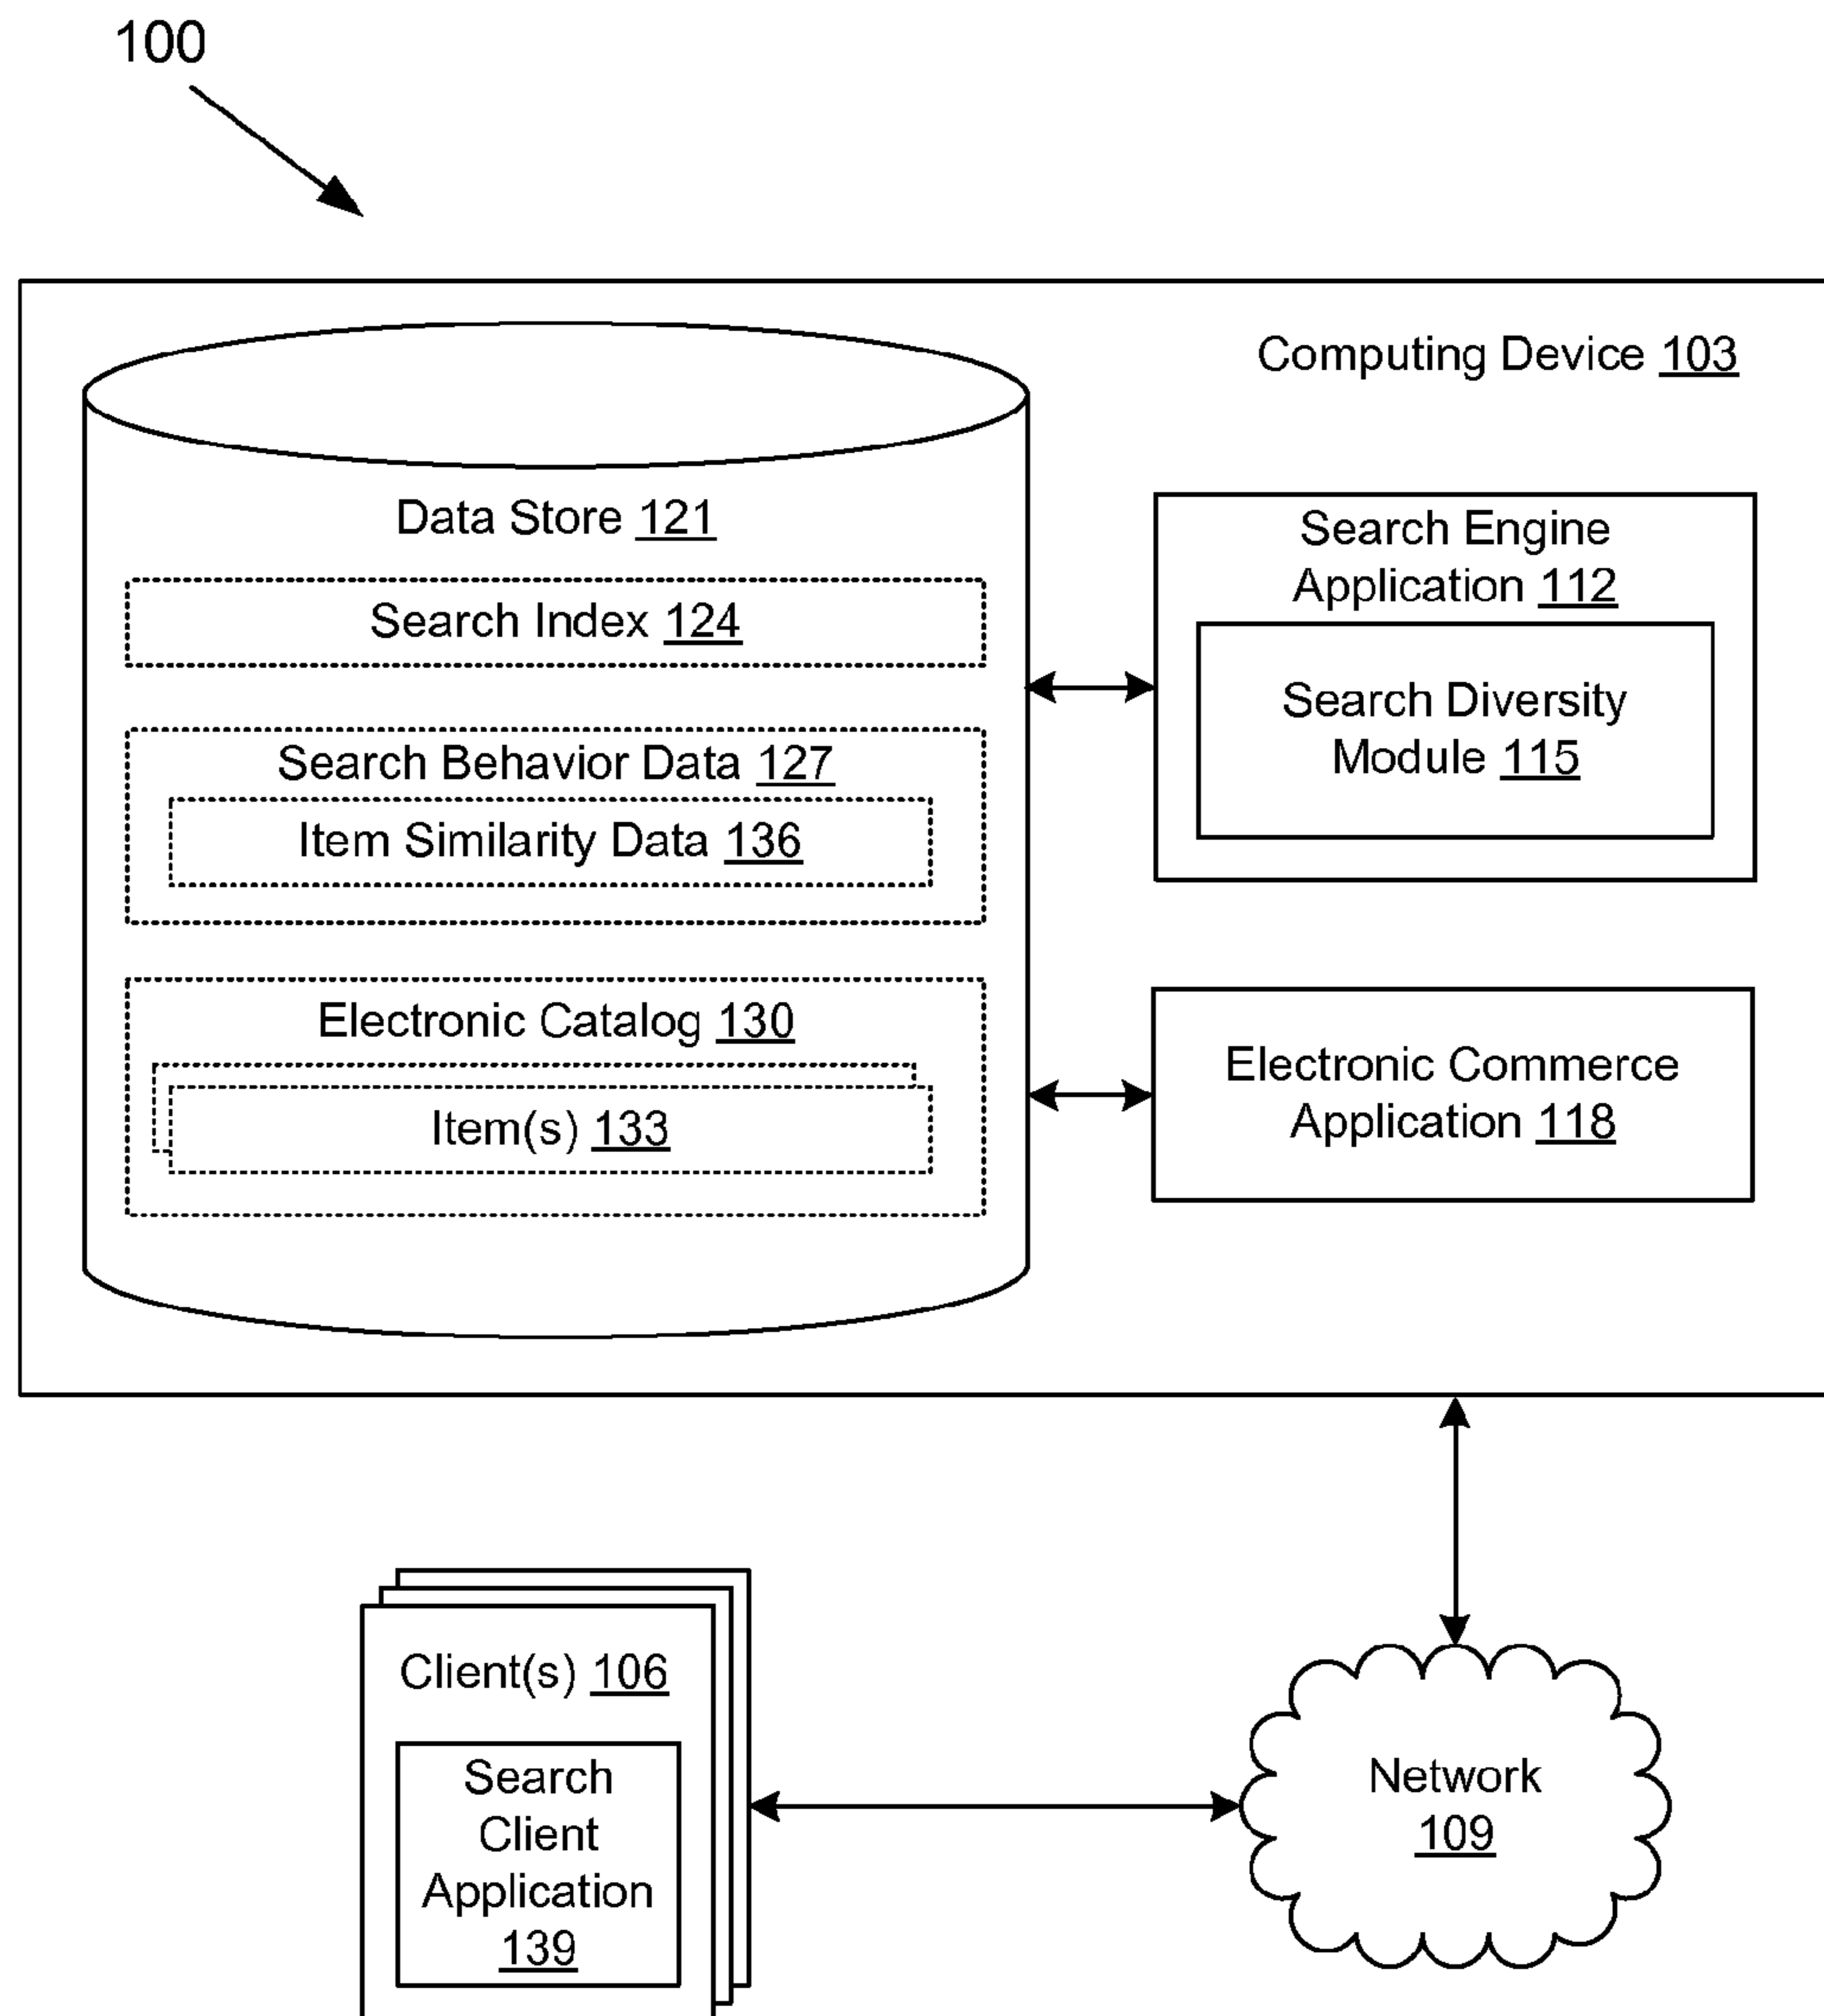 100
Computing Device 103
Data Store 121
Search Index 124
Search Behavior Data 127
Item Similarity Data 136
Electronic Catalog 130
Item(s) 133
Search Engine
Application 112
Search Diversity
Module 115
Electronic Commerce
Application 118
Client(s) 106
Search
Client
Application
139
Network
109